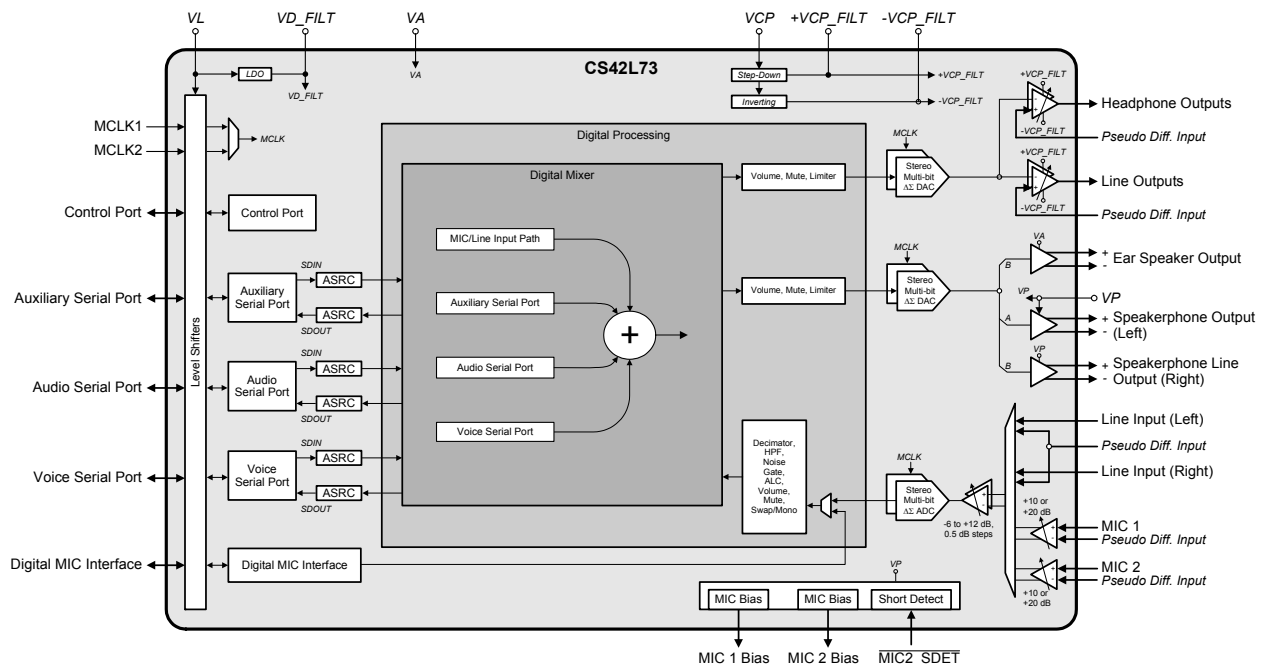 VL
VD_FILT
VA
VCP
+VCP_FILT
-VCP_FILT
CS42L73
LDO
VD_FILT
VA
Step-Down
+VCP_FILT
Inverting
-VCP_FILT
MCLK1
MCLK2
MCLK
Level Shifters
Control Port
Control Port
Auxiliary Serial Port
Auxiliary
Serial Port
SDIN
ASRC
ASRC
SDOUT
Audio Serial Port
Audio
Serial Port
SDIN
ASRC
ASRC
SDOUT
Voice Serial Port
Voice
Serial Port
SDIN
ASRC
ASRC
SDOUT
Digital MIC Interface
Digital MIC Interface
Digital Processing
Digital Mixer
MIC/Line Input Path
Auxiliary Serial Port
Audio Serial Port
Voice Serial Port
+
Volume, Mute, Limiter
MCLK
Stereo
Multi-bit
ΔΣ DAC
Volume, Mute, Limiter
MCLK
Stereo
Multi-bit
ΔΣ DAC
Decimator,
HPF,
Noise
Gate,
ALC,
Volume,
Mute,
Swap/Mono
MCLK
Stereo
Multi-bit
ΔΣ ADC
-6 to +12 dB,
0.5 dB steps
+VCP_FILT
-
+
-VCP_FILT
Headphone Outputs
Pseudo Diff. Input
+VCP_FILT
-
+
-VCP_FILT
Line Outputs
Pseudo Diff. Input
VA
B
+
-
Ear Speaker Output
VP
VP
A
+
-
Speakerphone Output
(Left)
VP
B
+
-
Speakerphone Line
Output (Right)
Line Input (Left)
Pseudo Diff. Input
Line Input (Right)
+
-
+10 or
+20 dB
+
-
MIC 1
Pseudo Diff. Input
MIC 2
Pseudo Diff. Input
+
-
+10 or
+20 dB
VP
MIC Bias
MIC Bias
Short Detect
MIC 1 Bias
MIC 2 Bias
MIC2_SDET